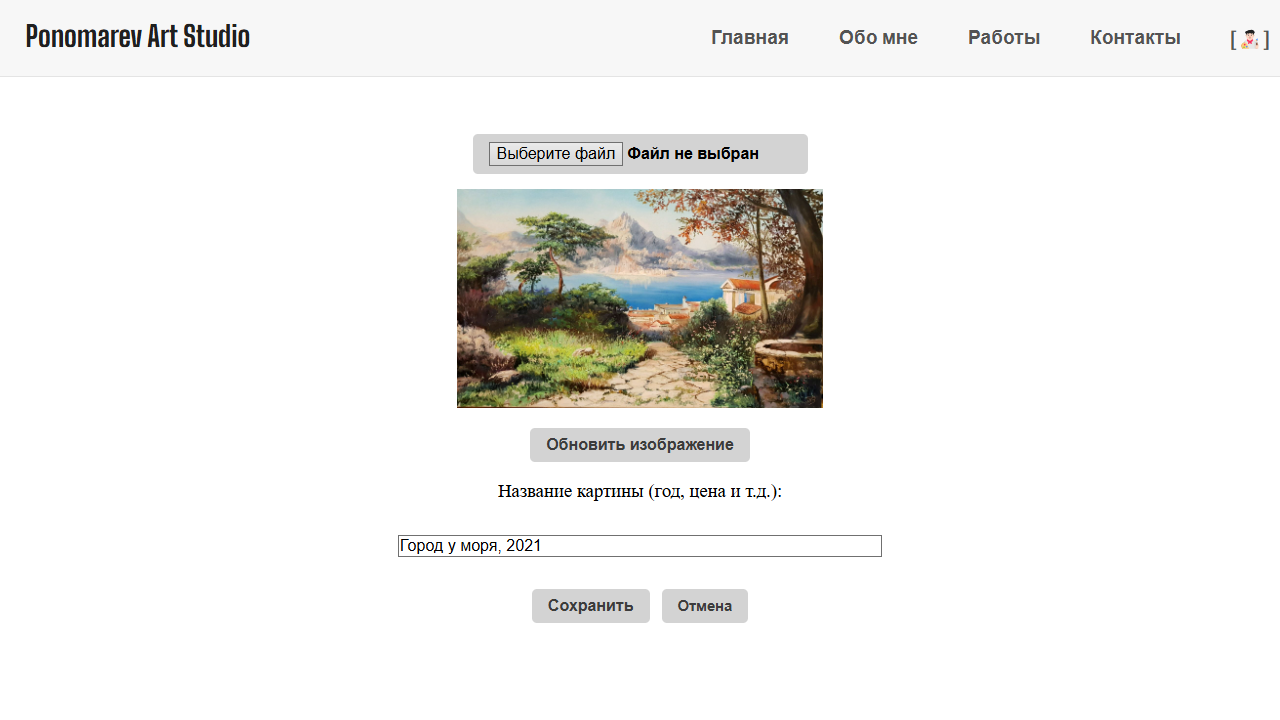 Ponomarev Art Studio
Главная Обо мне Работы Контакты [ ]
Выберите файл Файл не выбран
Обновить изображение
Название картины (год, цена и т.д.):
Город у моря, 2021
Сохранить Отмена